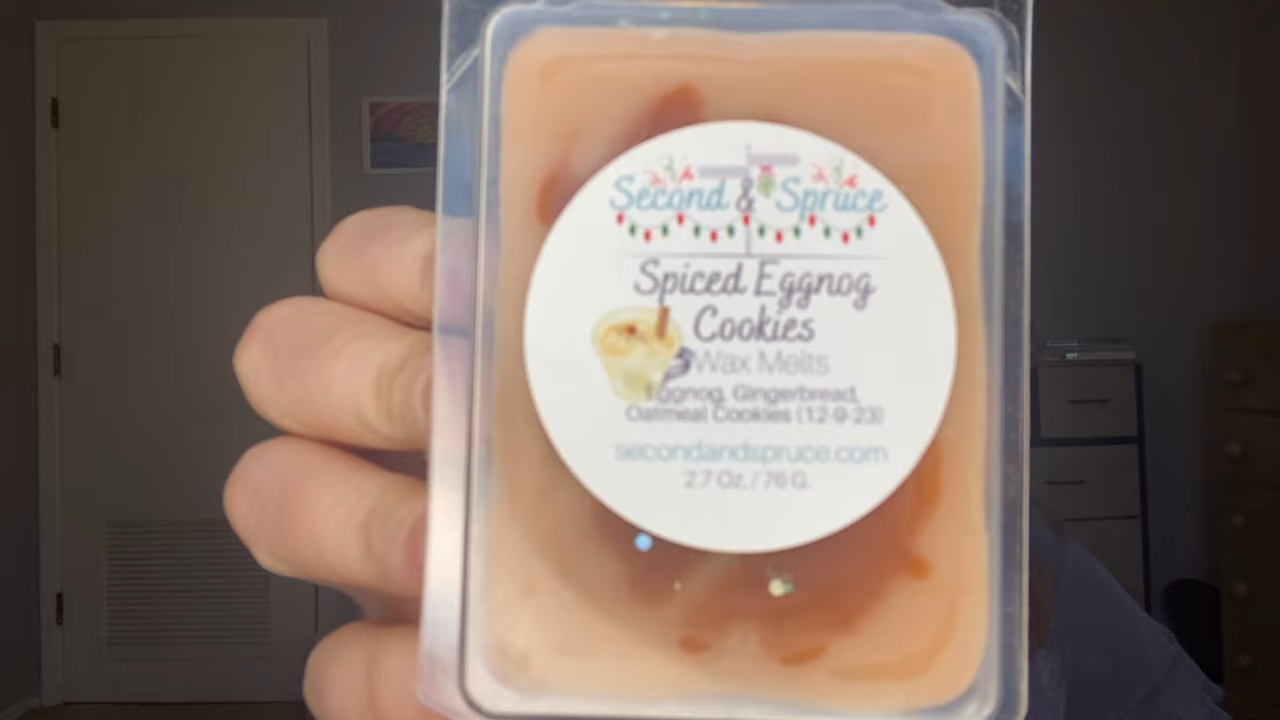 Second & Spruce
Spiced Eggnog
Cookies
Wax Melts
Eggnog, Gingerbread,
Oatmeal Cookies (12-9-23)
secondandspruce.com
2.7 Oz. / 76 G.